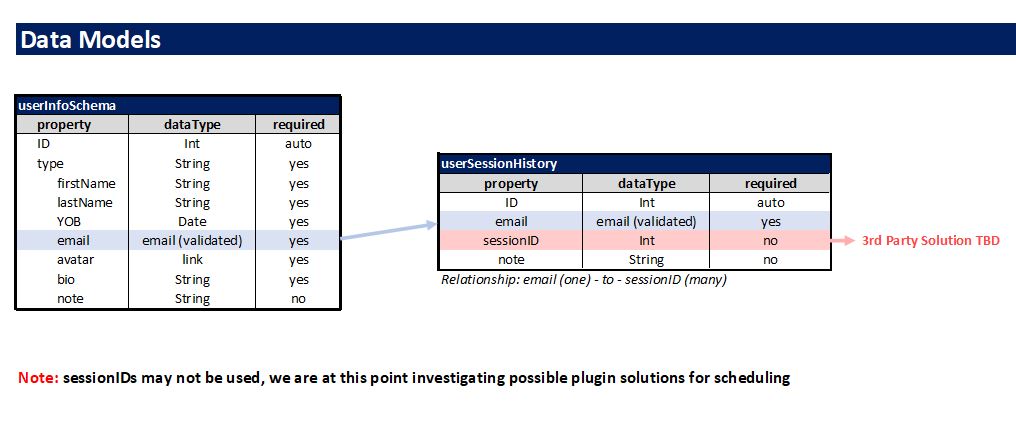 Data Models
userInfoSchema
property dataType required
ID Int auto
type String yes
firstName String yes
lastName String yes
YOB Date yes
email email (validated) yes
avatar link yes
bio String yes
note String no
userSessionHistory
property dataType required
ID Int auto
email email (validated) yes
sessionID Int no
note String no
3rd Party Solution TBD
Relationship: email (one) - to - sessionID (many)
Note: sessionIDs may not be used, we are at this point investigating possible plugin solutions for scheduling